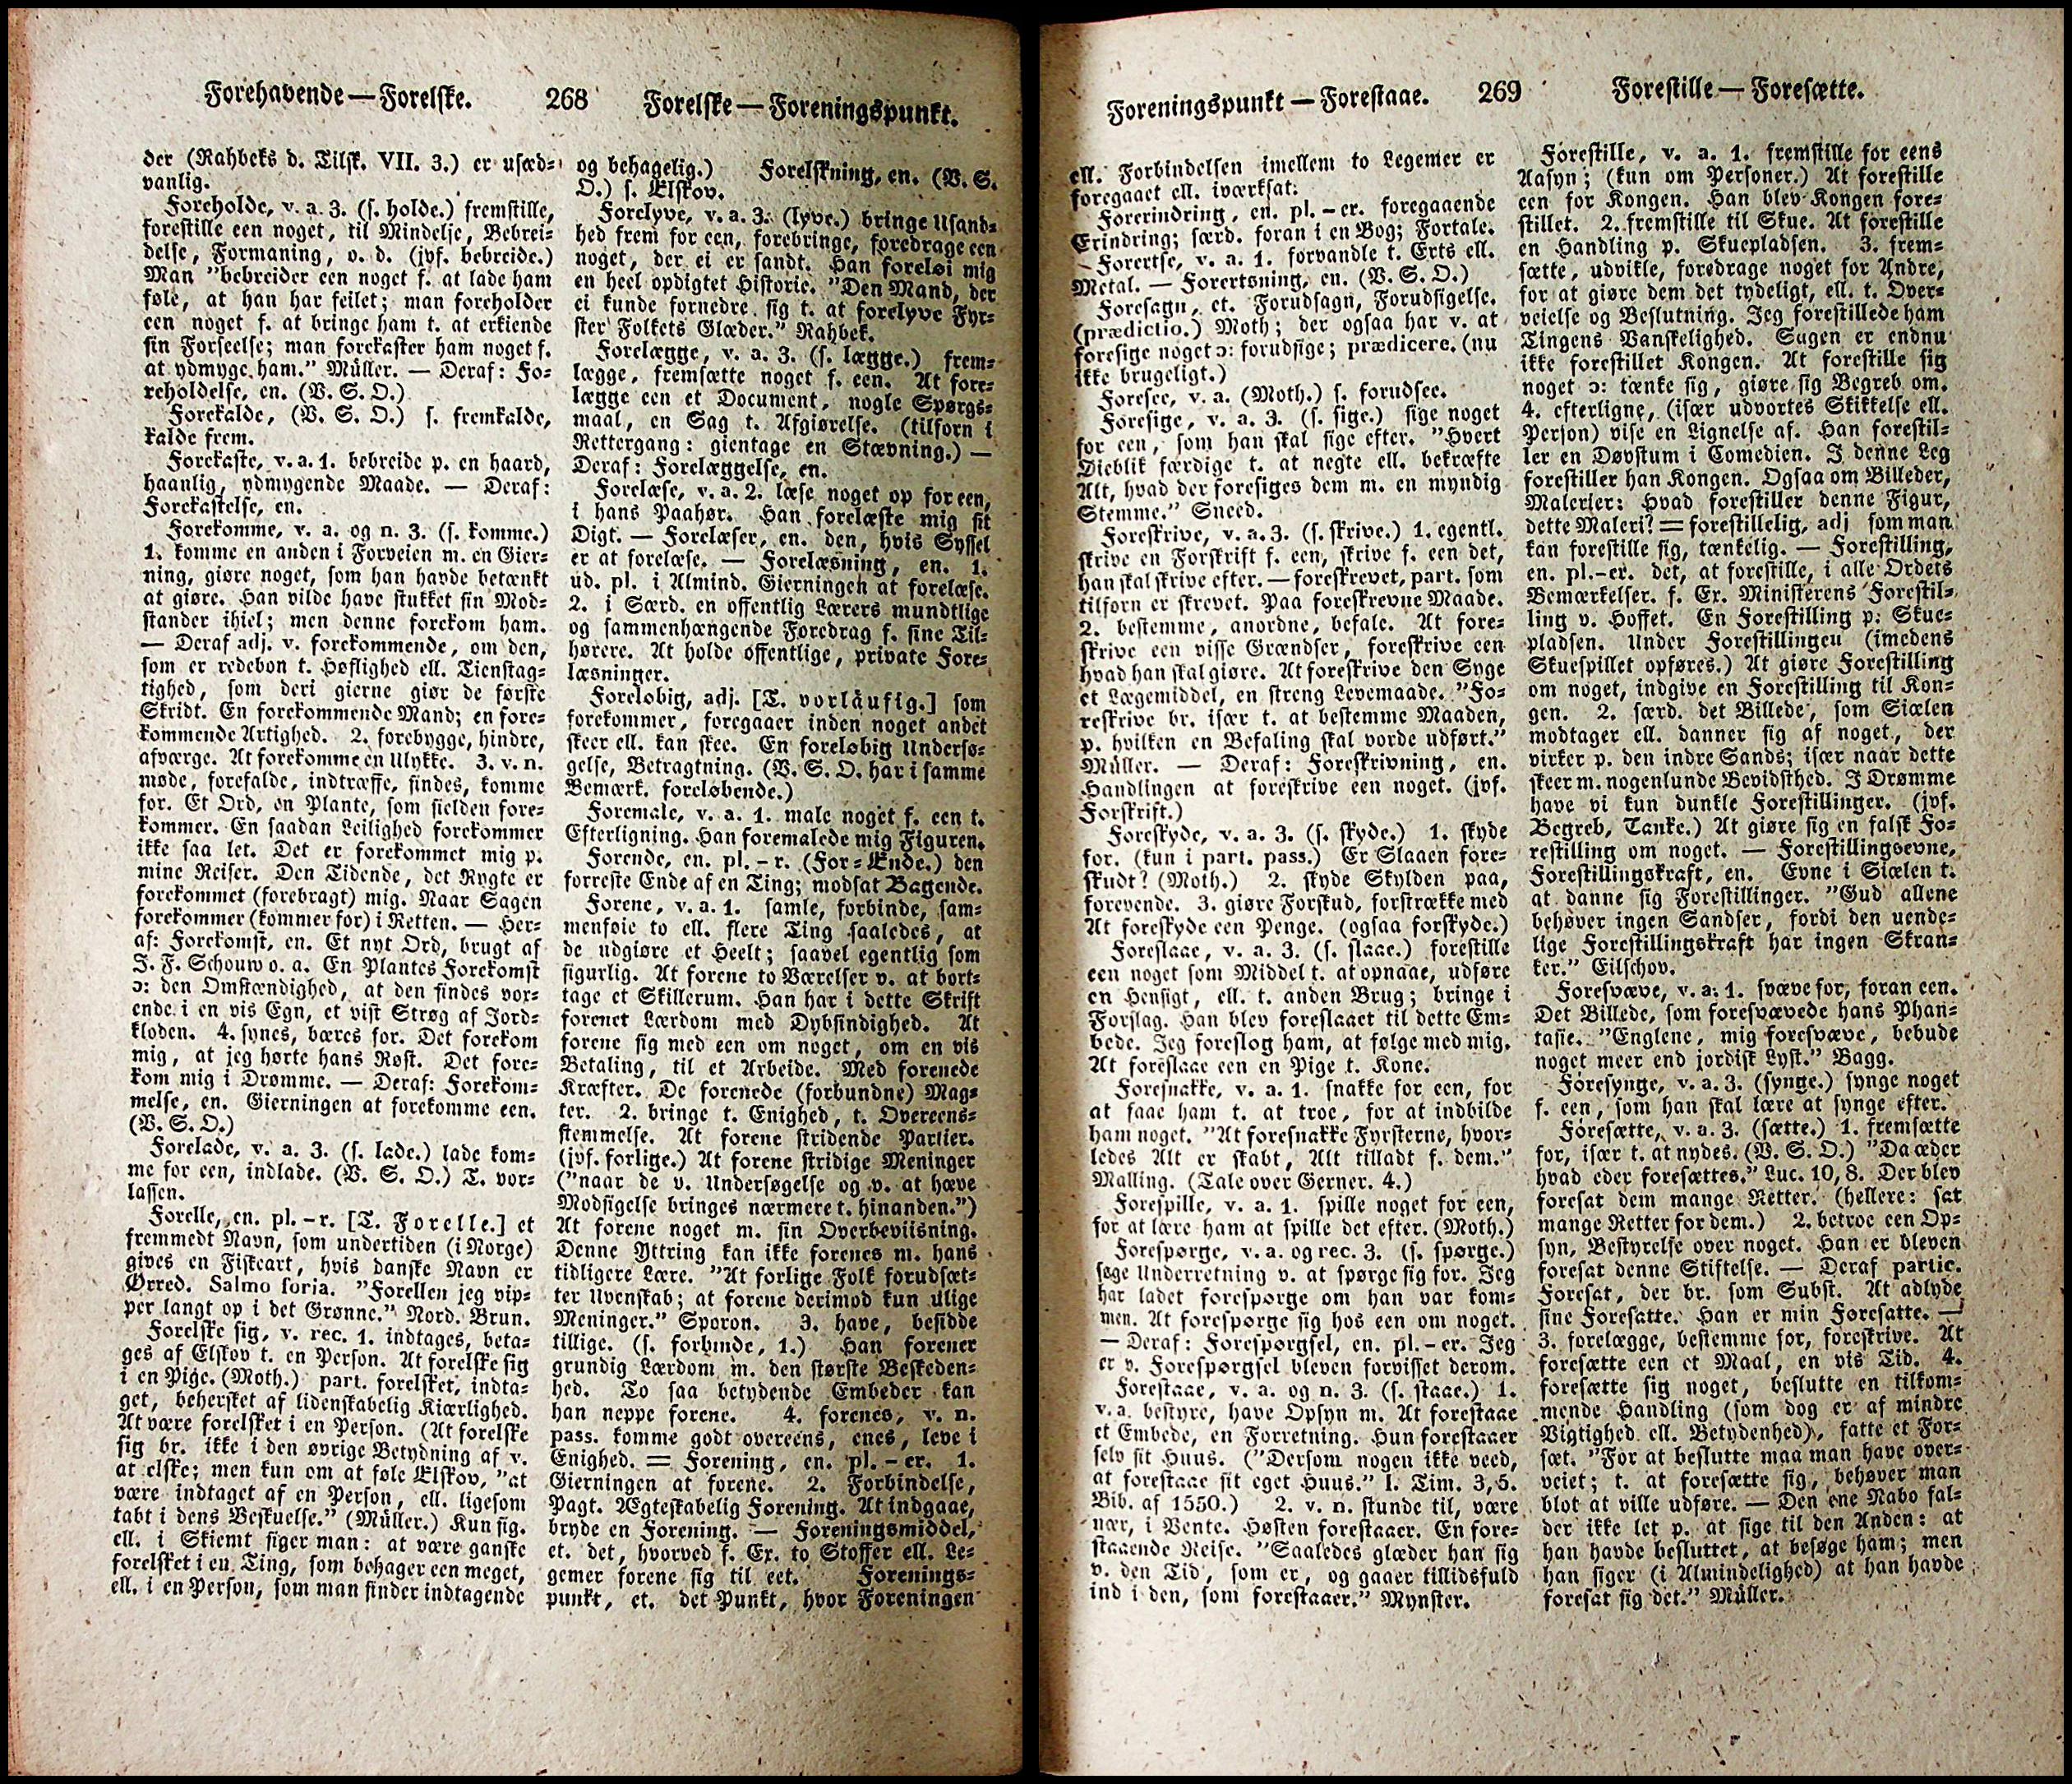 Forehavende — Forelske.
268
Forelske — Foreningspunkt.
der (Rahbeks d. Tilsk. VII. 3.) er usæd-
vanlig.
Foreholde, v. a. 3. (s. holde.) fremstille,
forestille een noget, til Mindelse, Bebrei-
delse, Formaning, o. d. (jvf. bebreide.)
Man "bebreider een noget f. at lade ham
føle, at han har feilet; man foreholder
een noget f. at bringe ham t. at erkiende
sin Forseelse; man forekaster ham noget f.
at ydmyge ham." Müller. — Deraf: Fo-
reholdelse, en. (V. S. O.)
Forekalde, (V. S. O.) s. fremkalde,
kalde frem.
Forekaste, v. a. 1. bebreide p. en haard,
haanlig, ydmygende Maade. — Deraf:
Forekastelse, en.
Forekomme, v. a. og n. 3. (s. komme.)
1. komme en anden i Forveien m. en Gier-
ning, giøre noget, som han havde betænkt
at giøre. Han vilde have stukket sin Mod-
stander ihiel; men denne forekom ham.
— Deraf adj. v. forekommende, om den,
som er redebon t. Høflighed ell. Tienstag-
tighed, som deri gierne giør de første
Skridt. En forekommende Mand; en fore-
kommende Artighed. 2. forebygge, hindre,
afværge. At forekomme en Ulykke. 3. v. n.
møde, forefalde, indtræffe, findes, komme
for. Et Ord, en Plante, som sielden fore-
kommer. En saadan Leilighed forekommer
ikke saa let. Det er forekommet mig p.
mine Reiser. Den Tidende, det Rygte er
forekommet (forebragt) mig. Naar Sagen
forekommer (kommer for) i Retten. — Her-
af: Forekomst, en. Et nyt Ord, brugt af
J. F. Schouw o. a. En Plantes Forekomst
ɔ: den Omstændighed, at den findes vor-
ende i en vis Egn, et vist Strøg af Jord-
kloden. 4. synes, bæres for. Det forekom
mig, at jeg hørte hans Røst. Det fore-
kom mig i Drømme. — Deraf: Forekom-
melse, en. Gierningen at forekomme een.
(V. S. O.)
Forelade, v. a. 3. (s. lade.) lade kom-
me for een, indlade. (V. S. O.) T. vor-
lassen.
Forelle, en. pl. -r. [T. Forelle.] et
fremmedt Navn, som undertiden (i Norge)
gives en Fiskeart, hvis danske Navn er
Ørred. Salmo foria. "Forellen jeg vip-
per langt op i det Grønne." Nord. Brun.
Forelske sig, v. rec. 1. indtages, beta-
ges af Elskov t. en Person. At forelske sig
i en Pige. (Moth.) part. forelsket, indta-
get, behersket af lidenskabelig Kiærlighed.
At være forelsket i en Person. (At forelske
sig br. ikke i den øvrige Betydning af v.
at elske; men kun om at føle Elskov, "at
være indtaget af en Person, ell. ligesom
tabt i dens Beskuelse." (Müller.) Kun sig.
ell. i Skiemt siger man: at være ganske
forelsket i en Ting, som behager een meget,
ell. i en Person, som man finder indtagende
og behagelig.) Forelskning, en. (V. S.
O.) s. Elskov.
Forelyve, v. a. 3. (lyve.) bringe Usand-
hed frem for een, forebringe, foredrage een
noget, der ei er sandt. Han foreløi mig
en heel opdigtet Historie. "Den Mand, der
ei kunde fornedre sig t. at forelyve Fyr-
ster Folkets Glæder." Rahbek.
Forelægge, v. a. 3. (s. lægge.) frem-
lægge, fremsætte noget f. een. At fore-
lægge een et Document, nogle Spørgs-
maal, en Sag t. Afgiørelse. (tilforn i
Rettergang: gientage en Stævning.) —
Deraf: Forelæggelse, en.
Forelæse, v. a. 2. læse noget op for een,
i hans Paahør. Han forelæste mig sit
Digt. — Forelæser, en. den, hvis Syssel
er at forelæse. — Forelæsning, en. 1.
ud. pl. i Almind. Gierningen at forelæse.
2. i Særd. en offentlig Lærers mundtlige
og sammenhængende Foredrag f. sine Til-
hørere. At holde offentlige, private Fore-
læsninger.
Foreløbig, adj. [T. vorläufig.] som
forekommer, foregaaer inden noget andet
skeer ell. kan skee. En foreløbig Undersø-
gelse, Betragtning. (V. S. O. har i samme
Bemærk. foreløbende.)
Foremale, v. a. 1. male noget f. een t.
Efterligning. Han foremalede mig Figuren.
Forende, en. pl. -r. (For-Ende.) den
forreste Ende af en Ting; modsat Bagende.
Forene, v. a. 1. samle, forbinde, sam-
menføie to ell. flere Ting saaledes, at
de udgiøre et Heelt; saavel egentlig som
figurlig. At forene to Værelser v. at bort-
tage et Skillerum. Han har i dette Skrift
forenet Lærdom med Dybsindighed. At
forene sig med een om noget, om en vis
Betaling, til et Arbeide. Med forenede
Kræfter. De forenede (forbundne) Mag-
ter. 2. bringe t. Enighed, t. Overeens-
stemmelse. At forene stridende Partier.
(jvf. forlige.) At forene stridige Meninger
("naar de v. Undersøgelse og v. at hæve
Modsigelse bringes nærmere t. hinanden.")
At forene noget m. sin Overbeviisning.
Denne Yttring kan ikke forenes m. hans
tidligere Lære. "At forlige Folk forudsæt-
ter Uvenskab; at forene derimod kun ulige
Meninger." Sporon. 3. have, besidde
tillige. (s. forbinde, 1.) Han forener
grundig Lærdom m. den største Beskeden-
hed. To saa betydende Embeder kan
han neppe forene. 4. forenes, v. n.
pass. komme godt overeens, enes, leve i
Enighed. = Forening, en. pl. -er. 1.
Gierningen at forene. 2. Forbindelse,
Pagt. Ægteskabelig Forening. At indgaae,
bryde en Forening. — Foreningsmiddel,
et. det, hvorved f. Ex. to Stoffer ell. Le-
gemer forene sig til eet. Forenings-
punkt, et. det Punkt, hvor Foreningen
Foreningspunkt — Forestaae.
269
Forestille — Foresætte.
ell. Forbindelsen imellem to Legemer er
foregaaet ell. iværksat.
Forerindring, en. pl. -er. foregaaende
Erindring; særd. foran i en Bog; Fortale.
Forertse, v. a. 1. forvandle t. Erts ell.
Metal. — Forertsning, en. (V. S. O.)
Foresagn, et. Forudsagn, Forudsigelse.
(prædictio.) Moth; der ogsaa har v. at
foresige noget ɔ: forudsige; prædicere. (nu
ikke brugeligt.)
Foresee, v. a. (Moth.) s. forudsee.
Foresige, v. a. 3. (s. sige.) sige noget
for een, som han skal sige efter. "Hvert
Øieblik færdige t. at negte ell. bekræfte
Alt, hvad der foresiges dem m. en myndig
Stemme." Sneed.
Foreskrive, v. a. 3. (s. skrive.) 1. egentl.
skrive en Forskrift f. een, skrive f. een det,
han skal skrive efter. — foreskrevet, part. som
tilforn er skrevet. Paa foreskrevne Maade.
2. bestemme, anordne, befale. At fore-
skrive een visse Grændser, foreskrive een
hvad han skal giøre. At foreskrive den Syge
et Lægemiddel, en streng Levemaade. "Fo-
reskrive br. især t. at bestemme Maaden,
p. hvilken en Befaling skal vorde udført."
Müller. — Deraf: Foreskrivning, en.
Handlingen at foreskrive een noget. (jvf.
Forskrift.)
Foreskyde, v. a. 3. (s. skyde.) 1. skyde
for. (kun i part. pass.) Er Slaaen fore-
skudt? (Moth.) 2. skyde Skylden paa,
forevende. 3. giøre Forskud, forstrække med
At foreskyde een Penge. (ogsaa forskyde.)
Foreslaae, v. a. 3. (s. slaae.) forestille
een noget som Middel t. at opnaae, udføre
en Hensigt, ell. t. anden Brug; bringe i
Forslag. Han blev foreslaaet til dette Em-
bede. Jeg foreslog ham, at følge med mig.
At foreslaae een en Pige t. Kone.
Foresnakke, v. a. 1. snakke for een, for
at faae ham t. at troe, for at indbilde
ham noget. "At foresnakke Fyrsterne, hvor-
ledes Alt er skabt, Alt tilladt f. dem."
Malling. (Tale over Gerner. 4.)
Forespille, v. a. 1. spille noget for een,
for at lære ham at spille det efter. (Moth.)
Forespørge, v. a. og rec. 3. (s. spørge.)
søge Underretning v. at spørge sig for. Jeg
har ladet forespørge om han var kom-
men. At forespørge sig hos een om noget.
— Deraf: Forespørgsel, en. pl. -er. Jeg
er v. Forespørgsel bleven forvisset derom.
Forestaae, v. a. og n. 3. (s. staae.) 1.
v. a. bestyre, have Opsyn m. At forestaae
et Embede, en Forretning. Hun forestaaer
selv sit Huus. ("Dersom nogen ikke veed,
at forestaae sit eget Huus." I. Tim. 3, 5.
Bib. af 1550.) 2. v. n. stunde til, være
nær, i Vente. Høsten forestaaer. En fore-
staaende Reise. "Saaledes glæder han sig
v. den Tid, som er, og gaaer tillidsfuld
ind i den, som forestaaer." Mynster.
Forestille, v. a. 1. fremstille for eens
Aasyn; (kun om Personer.) At forestille
een for Kongen. Han blev Kongen fore-
stillet. 2. fremstille til Skue. At forestille
en Handling p. Skuepladsen. 3. frem-
sætte, udvikle, foredrage noget for Andre,
for at giøre dem det tydeligt, ell. t. Over-
veielse og Beslutning. Jeg forestillede ham
Tingens Vanskelighed. Sagen er endnu
ikke forestillet Kongen. At forestille sig
noget ɔ: tænke sig, giøre sig Begreb om.
4. efterligne, (især udvortes Skikkelse ell.
Person) vise en Lignelse af. Han forestil-
ler en Døvstum i Comedien. I denne Leg
forestiller han Kongen. Ogsaa om Billeder,
Malerier: Hvad forestiller denne Figur,
dette Maleri? = forestillelig, adj som man
kan forestille sig, tænkelig. — Forestilling,
en. pl. -er. det, at forestille, i alle Ordets
Bemærkelser. f. Ex. Ministerens Forestil-
ling v. Hoffet. En Forestilling p. Skue-
pladsen. Under Forestillingen (imedens
Skuespillet opføres.) At giøre Forestilling
om noget, indgive en Forestilling til Kon-
gen. 2. særd. det Billede, som Siælen
modtager ell. danner sig af noget, der
virker p. den indre Sands; især naar dette
skeer m. nogenlunde Bevidsthed. I Drømme
have vi kun dunkle Forestillinger. (jvf.
Begreb, Tanke.) At giøre sig en falsk Fo-
restilling om noget. — Forestillingsevne,
Forestillingskraft, en. Evne i Siælen t.
at danne sig Forestillinger. "Gud allene
behøver ingen Sandser, fordi den uende-
lige Forestillingskraft har ingen Skran-
ker." Eilschov.
Foresvæve, v. a. 1. svæve for, foran een.
Det Billede, som foresvævede hans Phan-
tasie. "Englene, mig foresvæve, bebude
noget meer end jordisk Lyst." Bagg.
Foresynge, v. a. 3. (synge.) synge noget
f. een, som han skal lære at synge efter.
Foresætte, v. a. 3. (sætte.) 1. fremsætte
for, især t. at nydes. (V. S. O.) "Da æder
hvad eder foresættes." Luc. 10, 8. Der blev
foresat dem mange Retter. (hellere: sat
mange Retter for dem.) 2. betroe een Op-
syn, Bestyrelse over noget. Han er bleven
foresat denne Stiftelse. — Deraf partic.
Foresat, der br. som Subst. At adlyde
sine Foresatte. Han er min Foresatte. —
3. forelægge, bestemme for, foreskrive. At
foresætte een et Maal, en vis Tid. 4.
foresætte sig noget, beslutte en tilkom-
mende Handling (som dog er af mindre
Vigtighed ell. Betydenhed), fatte et For-
sæt. "For at beslutte maa man have over-
veiet; t. at foresætte sig, behøver man
blot at ville udføre. — Den ene Nabo fal-
der ikke let p. at sige til den Anden: at
han havde besluttet, at besøge ham; men
han siger (i Almindelighed) at han havde
foresat sig det." Müller.